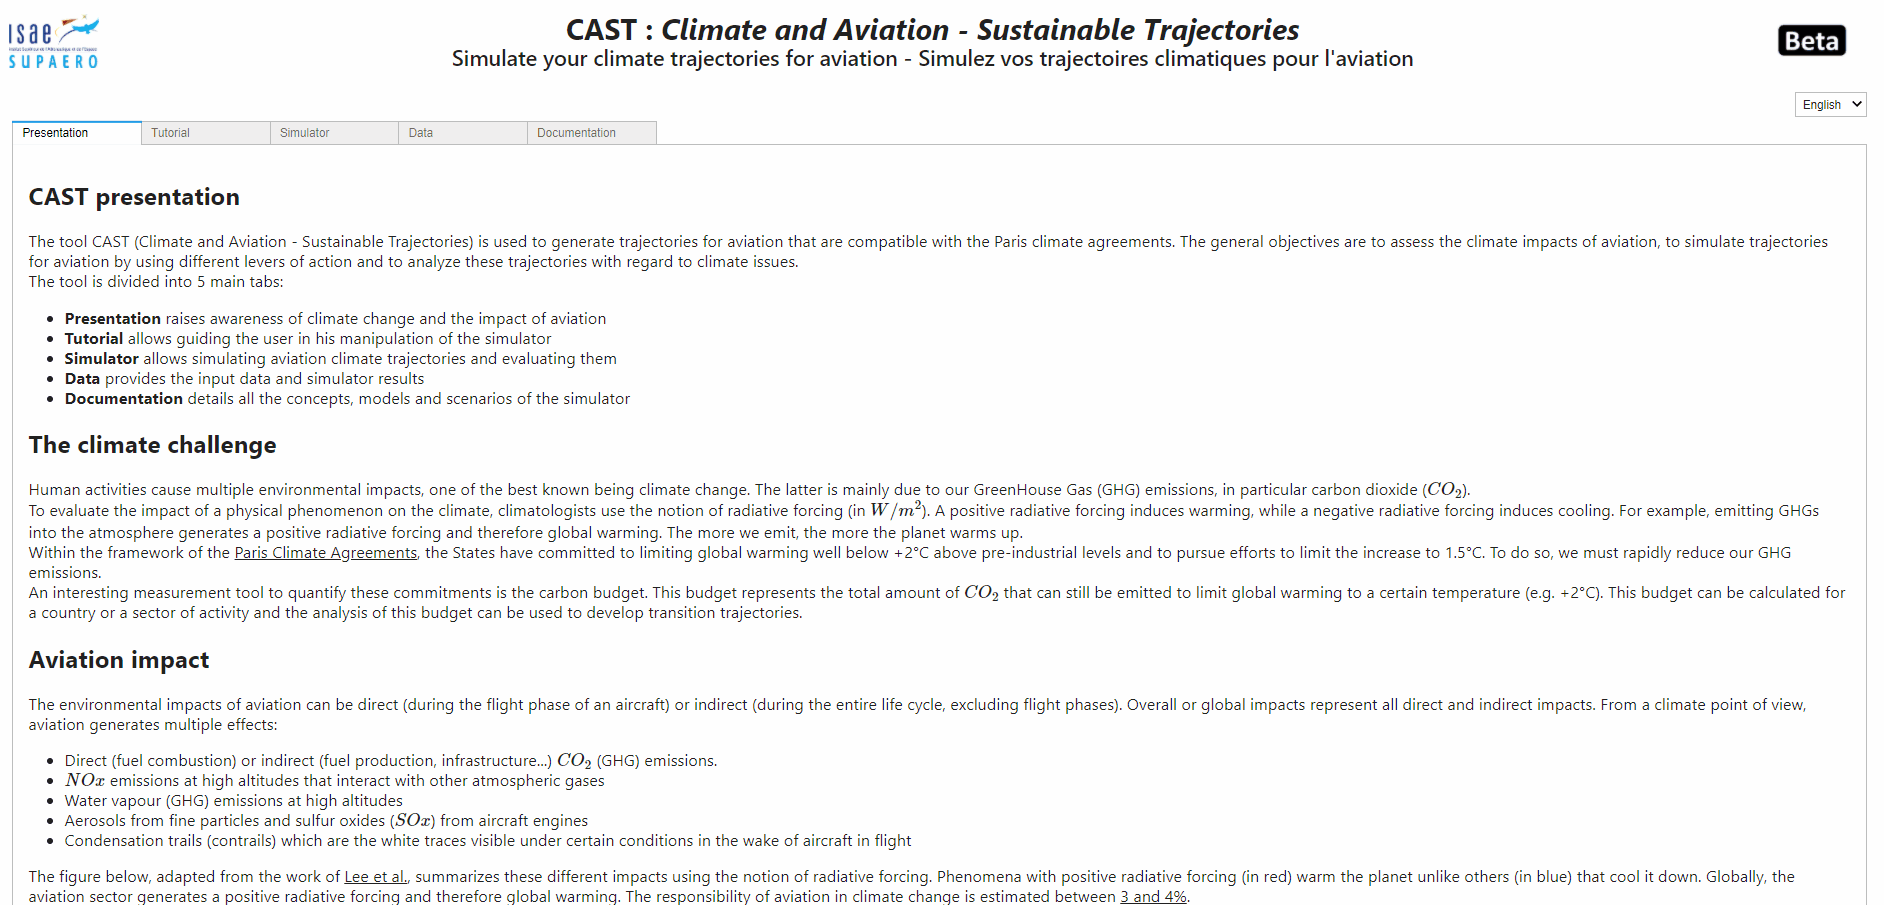 isae
SUPAERO
CAST : Climate and Aviation - Sustainable Trajectories
Simulate your climate trajectories for aviation - Simulez vos trajectoires climatiques pour l'aviation
Beta
English
Presentation Tutorial Simulator Data Documentation
CAST presentation
The tool CAST (Climate and Aviation - Sustainable Trajectories) is used to generate trajectories for aviation that are compatible with the Paris climate agreements. The general objectives are to assess the climate impacts of aviation, to simulate trajectories
for aviation by using different levers of action and to analyze these trajectories with regard to climate issues.
The tool is divided into 5 main tabs:
• Presentation raises awareness of climate change and the impact of aviation
• Tutorial allows guiding the user in his manipulation of the simulator
• Simulator allows simulating aviation climate trajectories and evaluating them
• Data provides the input data and simulator results
• Documentation details all the concepts, models and scenarios of the simulator
The climate challenge
Human activities cause multiple environmental impacts, one of the best known being climate change. The latter is mainly due to our GreenHouse Gas (GHG) emissions, in particular carbon dioxide (CO₂).
To evaluate the impact of a physical phenomenon on the climate, climatologists use the notion of radiative forcing (in W/m²). A positive radiative forcing induces warming, while a negative radiative forcing induces cooling. For example, emitting GHGs
into the atmosphere generates a positive radiative forcing and therefore global warming. The more we emit, the more the planet warms up.
Within the framework of the Paris Climate Agreements, the States have committed to limiting global warming well below +2°C above pre-industrial levels and to pursue efforts to limit the increase to 1.5°C. To do so, we must rapidly reduce our GHG
emissions.
An interesting measurement tool to quantify these commitments is the carbon budget. This budget represents the total amount of CO₂ that can still be emitted to limit global warming to a certain temperature (e.g. +2°C). This budget can be calculated for
a country or a sector of activity and the analysis of this budget can be used to develop transition trajectories.
Aviation impact
The environmental impacts of aviation can be direct (during the flight phase of an aircraft) or indirect (during the entire life cycle, excluding flight phases). Overall or global impacts represent all direct and indirect impacts. From a climate point of view,
aviation generates multiple effects:
• Direct (fuel combustion) or indirect (fuel production, infrastructure...) CO₂ (GHG) emissions.
• NOx emissions at high altitudes that interact with other atmospheric gases
• Water vapour (GHG) emissions at high altitudes
• Aerosols from fine particles and sulfur oxides (SOx) from aircraft engines
• Condensation trails (contrails) which are the white traces visible under certain conditions in the wake of aircraft in flight
The figure below, adapted from the work of Lee et al., summarizes these different impacts using the notion of radiative forcing. Phenomena with positive radiative forcing (in red) warm the planet unlike others (in blue) that cool it down. Globally, the
aviation sector generates a positive radiative forcing and therefore global warming. The responsibility of aviation in climate change is estimated between 3 and 4%.